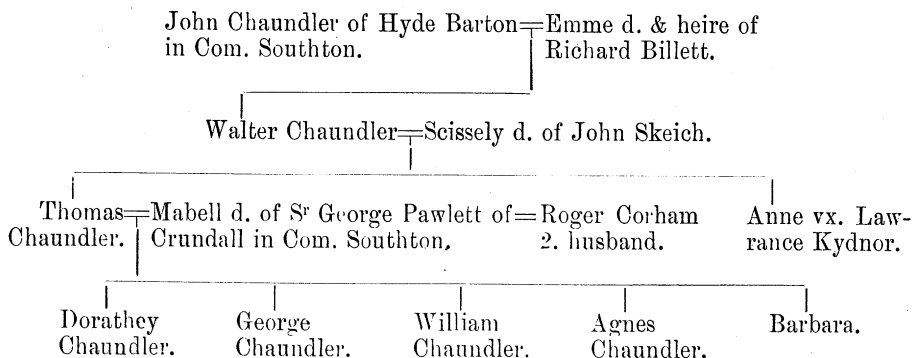 John Chaundler of Hyde Barton=Emme d. & heire of
in Com. Southton. Richard Billett.
Walter Chaundler=Scissely d. of John Skeich.
Thomas=Mabell d. of Sr George Pawlett of=Roger Corham Anne vx. Law-
Chaundler. Crundall in Com. Southton. 2. husband. rance Kydnor.
Dorathey George William Agnes Barbara.
Chaundler. Chaundler. Chaundler. Chaundler.